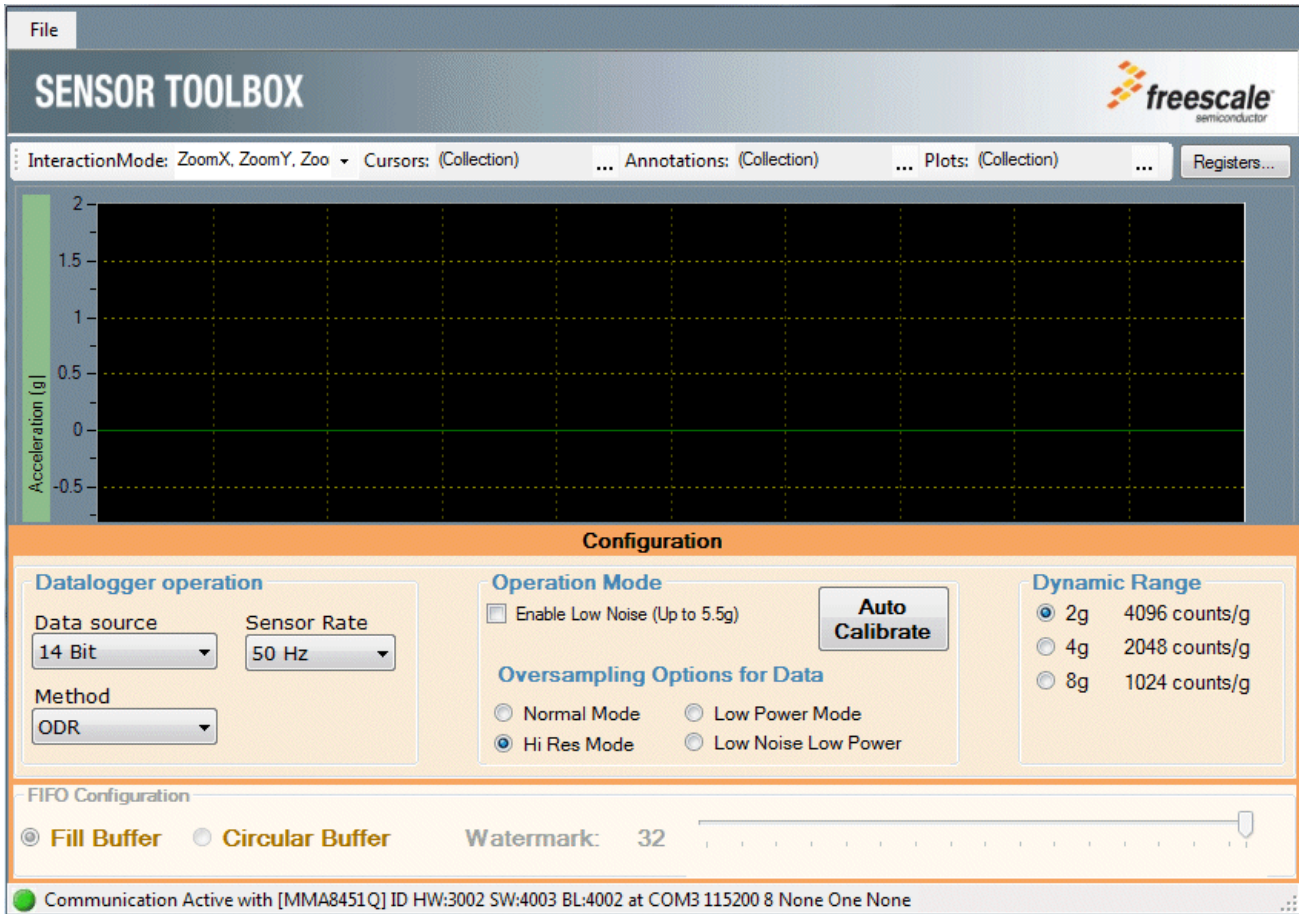 File
SENSOR TOOLBOX
freescale
semiconductor
InteractionMode: ZoomX, ZoomY, Zoo Cursors: (Collection) ... Annotations: (Collection) ... Plots: (Collection) ... Registers...
2
1.5
1
0.5
0
-0.5
Acceleration [g]
Configuration
Datalogger operation
Data source
14 Bit
Sensor Rate
50 Hz
Method
ODR
Operation Mode
Enable Low Noise (Up to 5.5g)
Auto
Calibrate
Oversampling Options for Data
Normal Mode Low Power Mode
Hi Res Mode Low Noise Low Power
Dynamic Range
2g 4096 counts/g
4g 2048 counts/g
8g 1024 counts/g
FIFO Configuration
Fill Buffer Circular Buffer Watermark: 32
Communication Active with [MMA8451Q] ID HW:3002 SW:4003 BL:4002 at COM3 115200 8 None One None